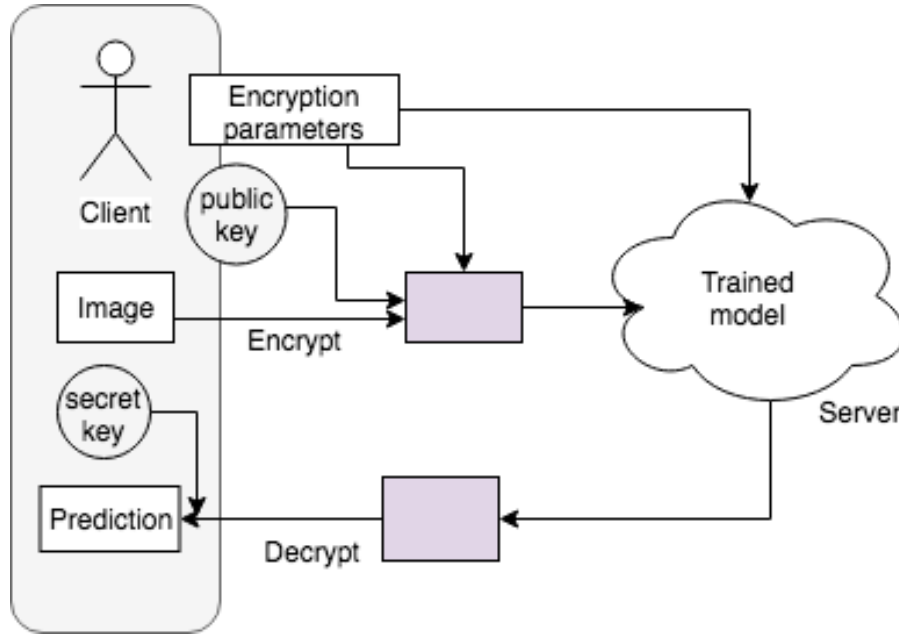 Encryption
parameters
Client
public
key
Image
Encrypt
Trained
model
secret
key
Server
Prediction
Decrypt